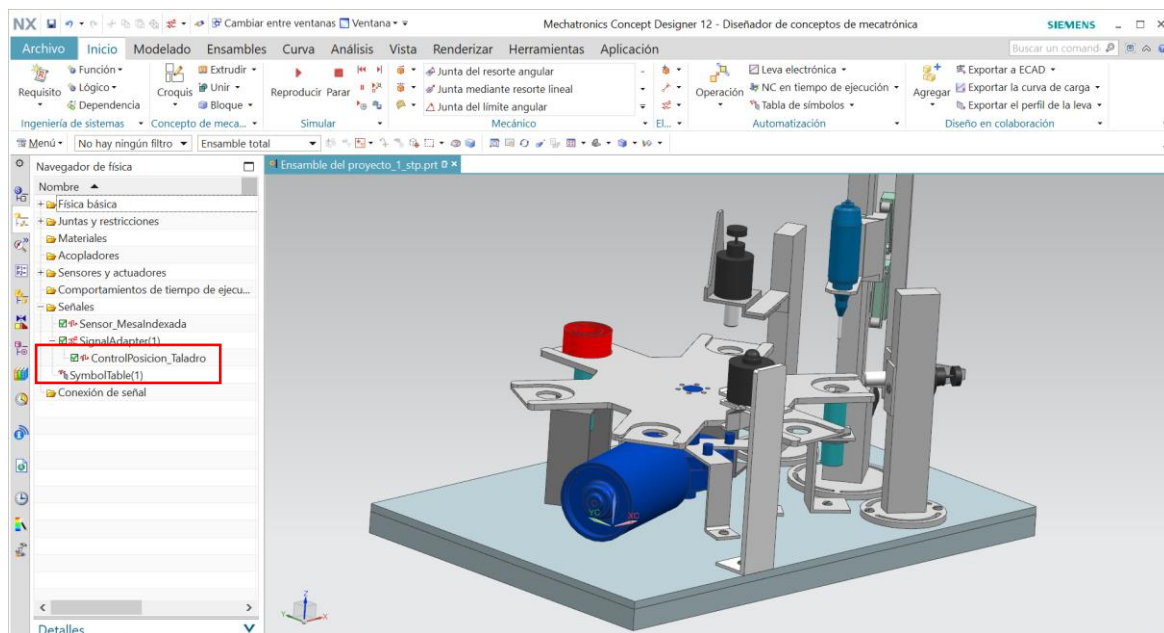 NX Cambiar entre ventanas Ventana Mechatronics Concept Designer 12 - Diseñador de conceptos de mecatrónica SIEMENS
Archivo Inicio Modelado Ensambles Curva Análisis Vista Renderizar Herramientas Aplicación Buscar un comand
Función Extrudir Junta del resorte angular Leva electrónica Exportar a ECAD
Requisito Lógico Croquis Unir Reproducir Parar Junta mediante resorte lineal Operación NC en tiempo de ejecución Agregar Exportar la curva de carga
Dependencia Bloque Junta del límite angular Tabla de símbolos Exportar el perfil de la leva
Ingeniería de sistemas Concepto de meca... Simular Mecánico El... Automatización Diseño en colaboración
Menú No hay ningún filtro Ensamble total
Navegador de física Ensamble del proyecto_1_stp.prt
Nombre
Física básica
Juntas y restricciones
Materiales
Acopladores
Sensores y actuadores
Comportamientos de tiempo de ejecu...
Señales
Sensor_MesaIndexada
SignalAdapter(1)
ControlPosicion_Taladro
SymbolTable(1)
Conexión de señal
YC XC
Z
Y X
Detalles